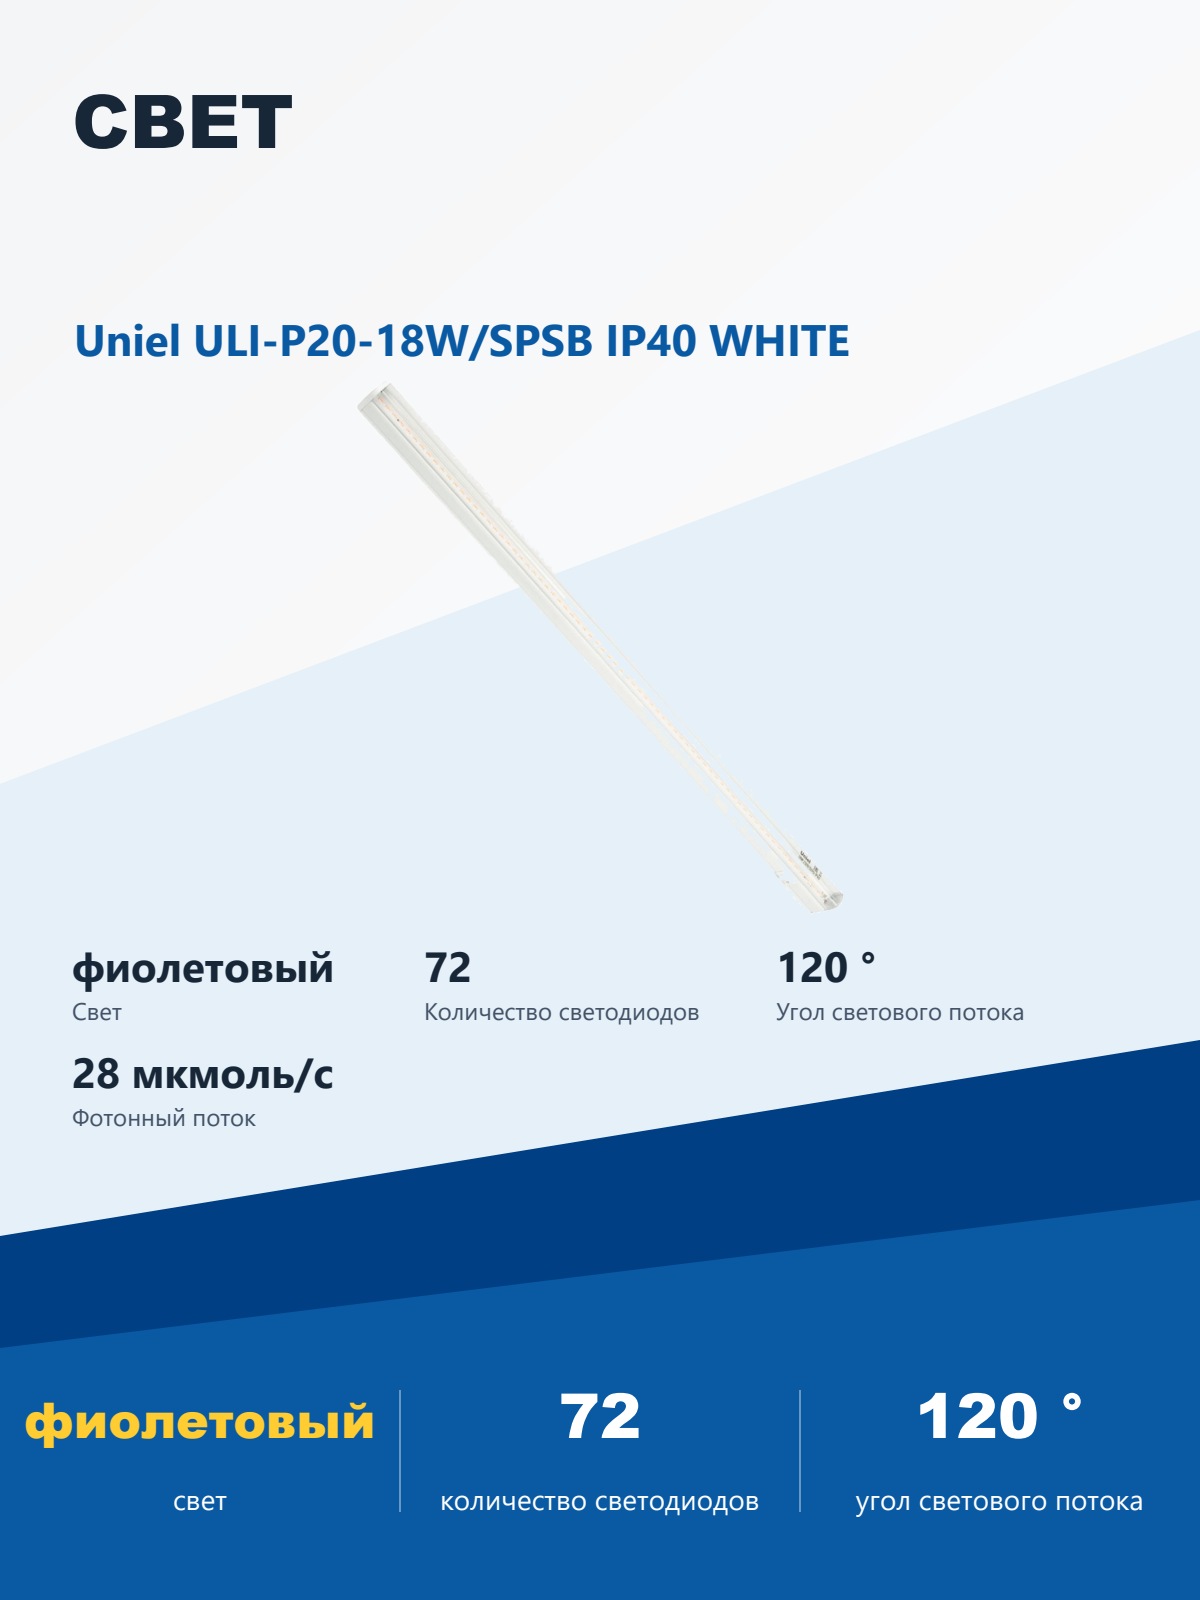 СВЕТ
Uniel ULI-P20-18W/SPSB IP40 WHITE
фиолетовый
Свет
72
Количество светодиодов
120 °
Угол светового потока
28 мкмоль/с
Фотонный поток
фиолетовый
свет
72
количество светодиодов
120 °
угол светового потока